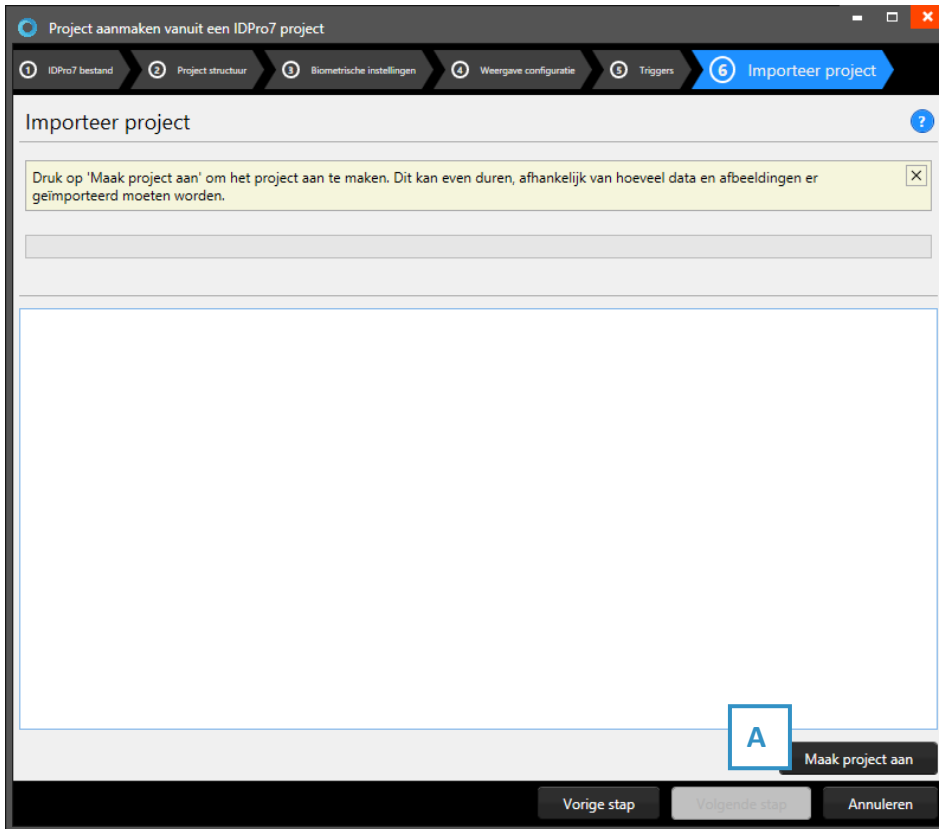 Project aanmaken vanuit een IDPro7 project
1 IDPro7 bestand 2 Project structuur 3 Biometrische instellingen 4 Weergave configuratie 5 Triggers 6 Importeer project
Importeer project ?
Druk op 'Maak project aan' om het project aan te maken. Dit kan even duren, afhankelijk van hoeveel data en afbeeldingen er
geïmporteerd moeten worden.
A
Maak project aan
Vorige stap Volgende stap Annuleren